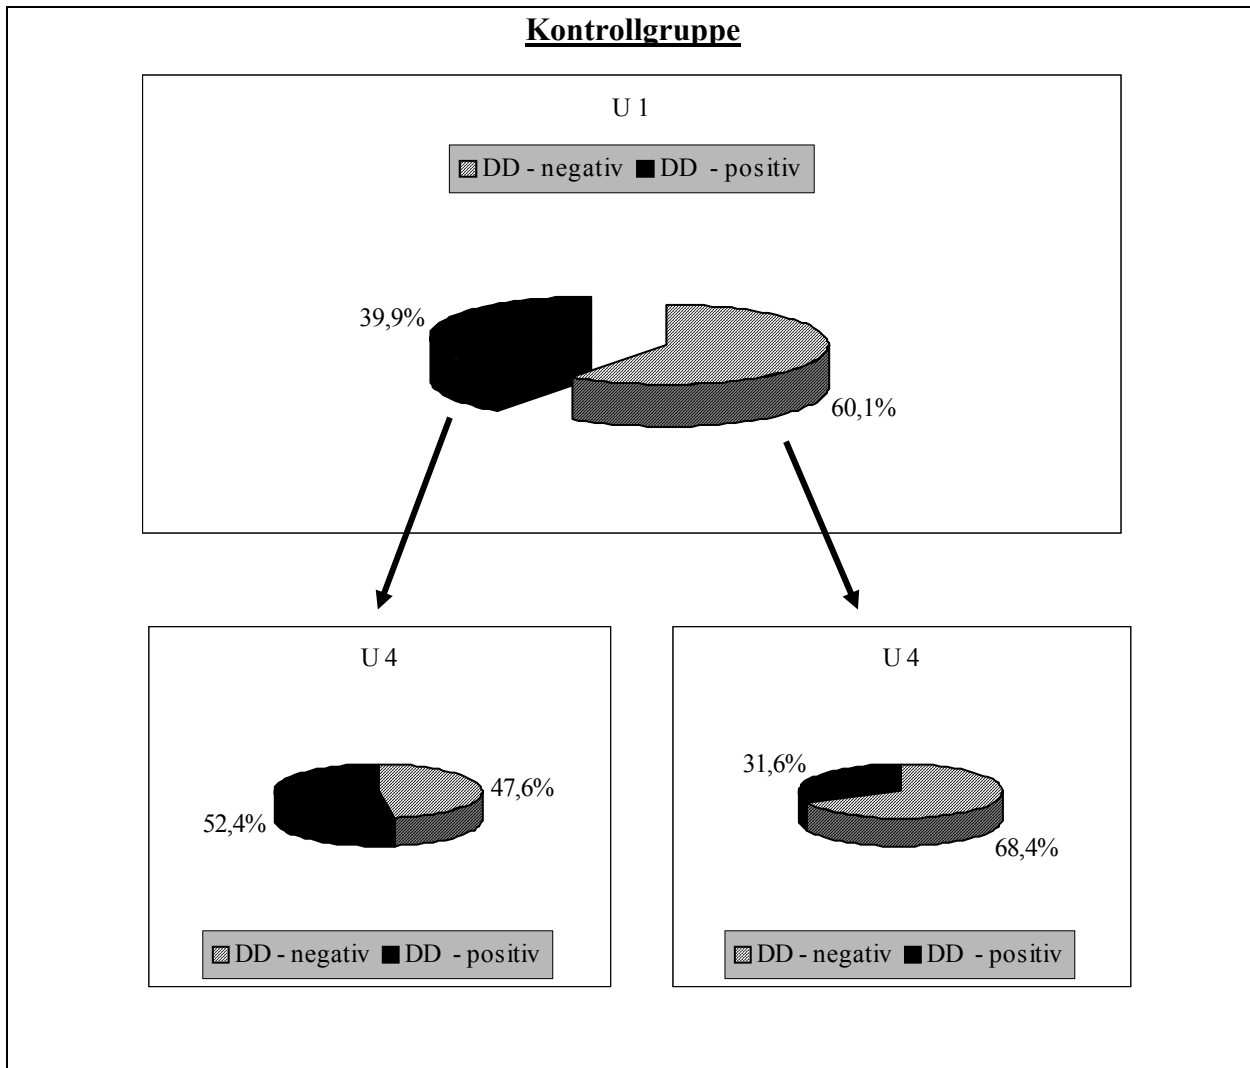 Kontrollgruppe
U 1
DD - negativ DD - positiv
39,9%
60,1%
U 4
47,6%
52,4%
DD - negativ DD - positiv
U 4
31,6%
68,4%
DD - negativ DD - positiv